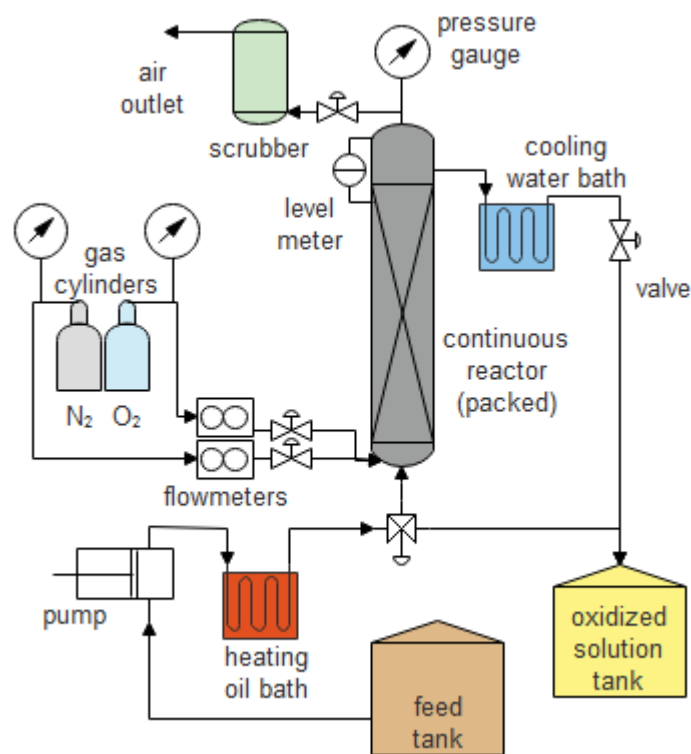 pressure
gauge
air
outlet
scrubber
cooling
water bath
level
meter
gas
cylinders
valve
continuous
reactor
(packed)
N₂ O₂
flowmeters
pump
heating
oil bath
oxidized
solution
tank
feed
tank